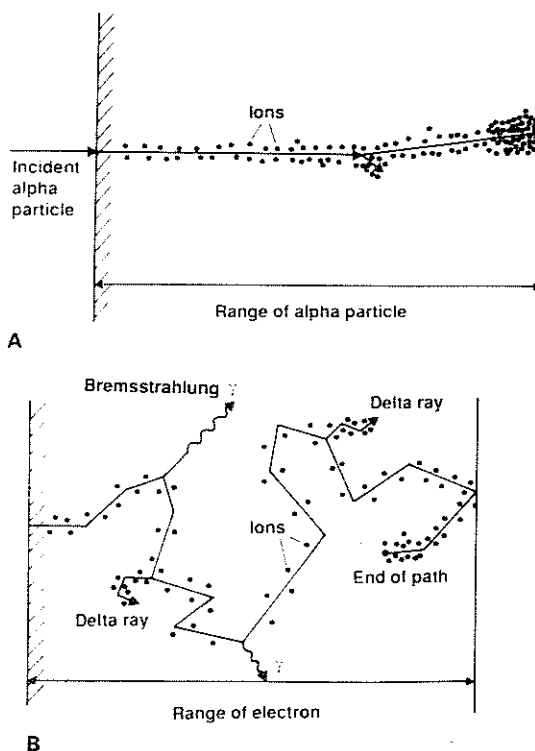 Ions
Incident
alpha
particle
Range of alpha particle
A
Bremsstrahlung γ
Delta ray
Ions
End of path
Delta ray
γ
Range of electron
B